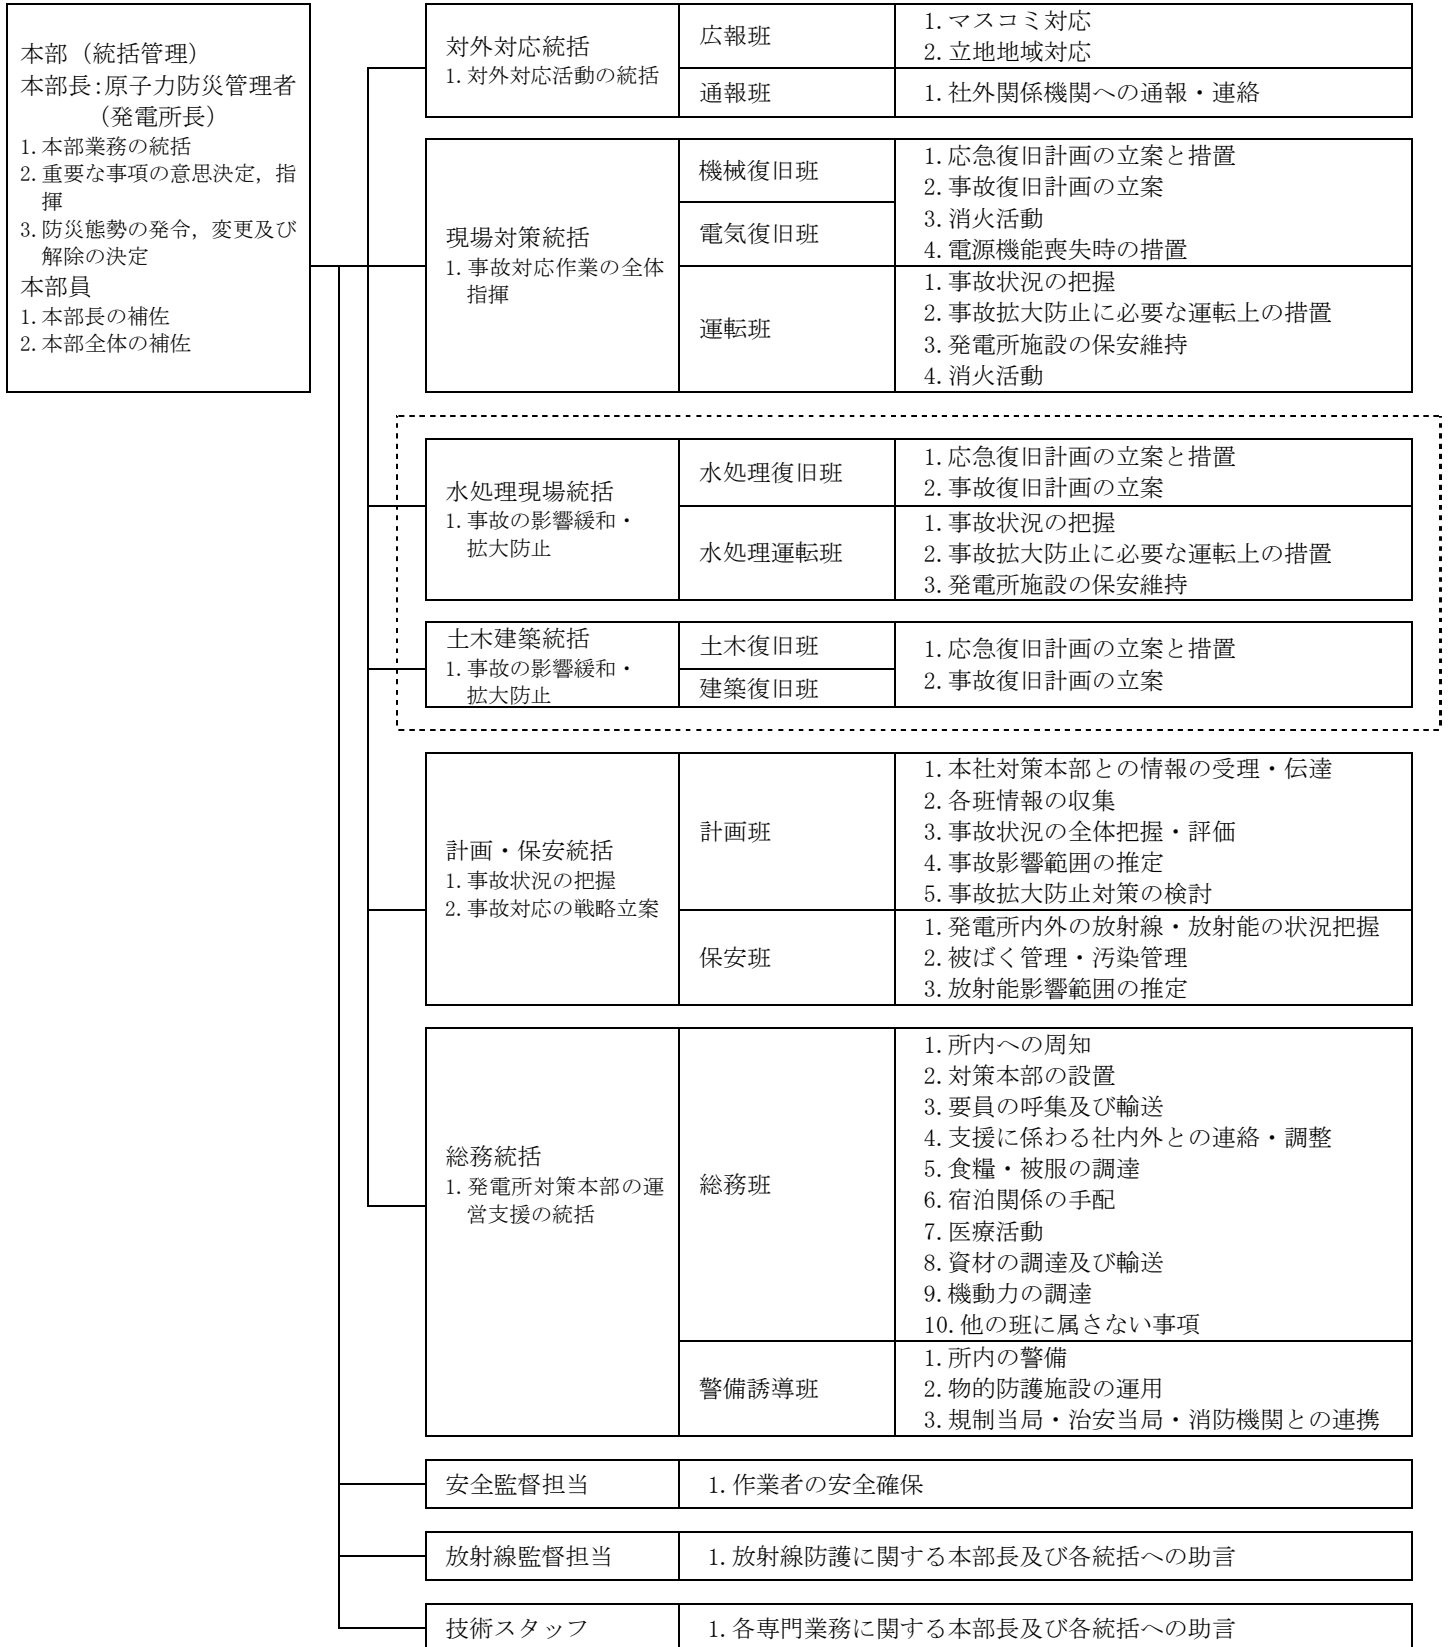 本部（統括管理）
本部長:原子力防災管理者
（発電所長）
1.本部業務の統括
2.重要な事項の意思決定，指
揮
3.防災態勢の発令，変更及び
解除の決定
本部員
1.本部長の補佐
2.本部全体の補佐
対外対応統括
1.対外対応活動の統括
広報班
1.マスコミ対応
2.立地地域対応
通報班
1.社外関係機関への通報・連絡
現場対策統括
1.事故対応作業の全体
指揮
機械復旧班
電気復旧班
1.応急復旧計画の立案と措置
2.事故復旧計画の立案
3.消火活動
4.電源機能喪失時の措置
運転班
1.事故状況の把握
2.事故拡大防止に必要な運転上の措置
3.発電所施設の保安維持
4.消火活動
水処理現場統括
1.事故の影響緩和・
拡大防止
水処理復旧班
1.応急復旧計画の立案と措置
2.事故復旧計画の立案
水処理運転班
1.事故状況の把握
2.事故拡大防止に必要な運転上の措置
3.発電所施設の保安維持
土木建築統括
1.事故の影響緩和・
拡大防止
土木復旧班
建築復旧班
1.応急復旧計画の立案と措置
2.事故復旧計画の立案
計画・保安統括
1.事故状況の把握
2.事故対応の戦略立案
計画班
1.本社対策本部との情報の受理・伝達
2.各班情報の収集
3.事故状況の全体把握・評価
4.事故影響範囲の推定
5.事故拡大防止対策の検討
保安班
1.発電所内外の放射線・放射能の状況把握
2.被ばく管理・汚染管理
3.放射能影響範囲の推定
総務統括
1.発電所対策本部の運
営支援の統括
総務班
1.所内への周知
2.対策本部の設置
3.要員の呼集及び輸送
4.支援に係わる社内外との連絡・調整
5.食糧・被服の調達
6.宿泊関係の手配
7.医療活動
8.資材の調達及び輸送
9.機動力の調達
10.他の班に属さない事項
警備誘導班
1.所内の警備
2.物的防護施設の運用
3.規制当局・治安当局・消防機関との連携
安全監督担当
1.作業者の安全確保
放射線監督担当
1.放射線防護に関する本部長及び各統括への助言
技術スタッフ
1.各専門業務に関する本部長及び各統括への助言